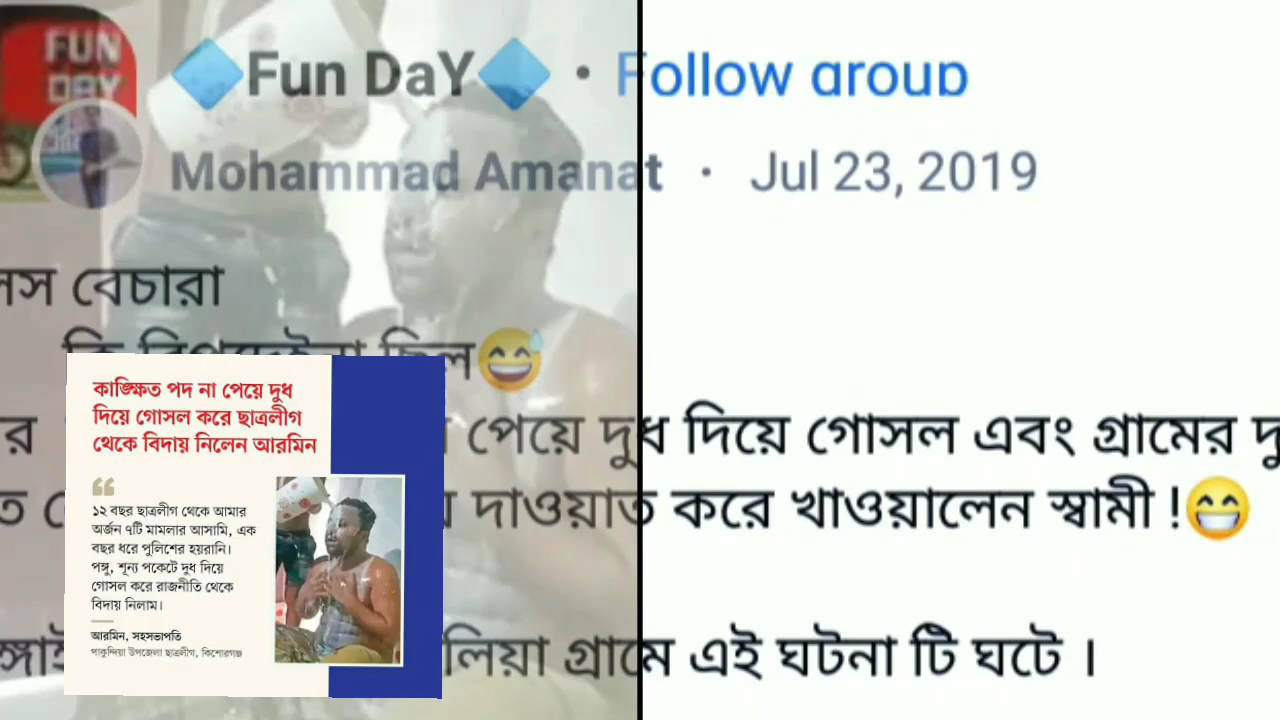 FUN
DAY
Fun DaY • Follow group
Mohammad Amanat • Jul 23, 2019
বেচারা
ছিল😅
পেয়ে দুধ দিয়ে গোসল এবং গ্রামের
দাওয়াত করে খাওয়ালেন স্বামী !😁
গ্রামে এই ঘটনা টি ঘটে ।
কাঙ্ক্ষিত পদ না পেয়ে দুধ
দিয়ে গোসল করে ছাত্রলীগ
থেকে বিদায় নিলেন আরমিন
১২ বছর ছাত্রলীগ থেকে আমার
অর্জন ৭টি মামলার আসামি, এক
বছর ধরে পুলিশের হয়রানি।
পঙ্গু, শূন্য পকেটে দুধ দিয়ে
গোসল করে রাজনীতি থেকে
বিদায় নিলাম।
আরমিন, সহসভাপতি
পাকুন্দিয়া উপজেলা ছাত্রলীগ, কিশোরগঞ্জ